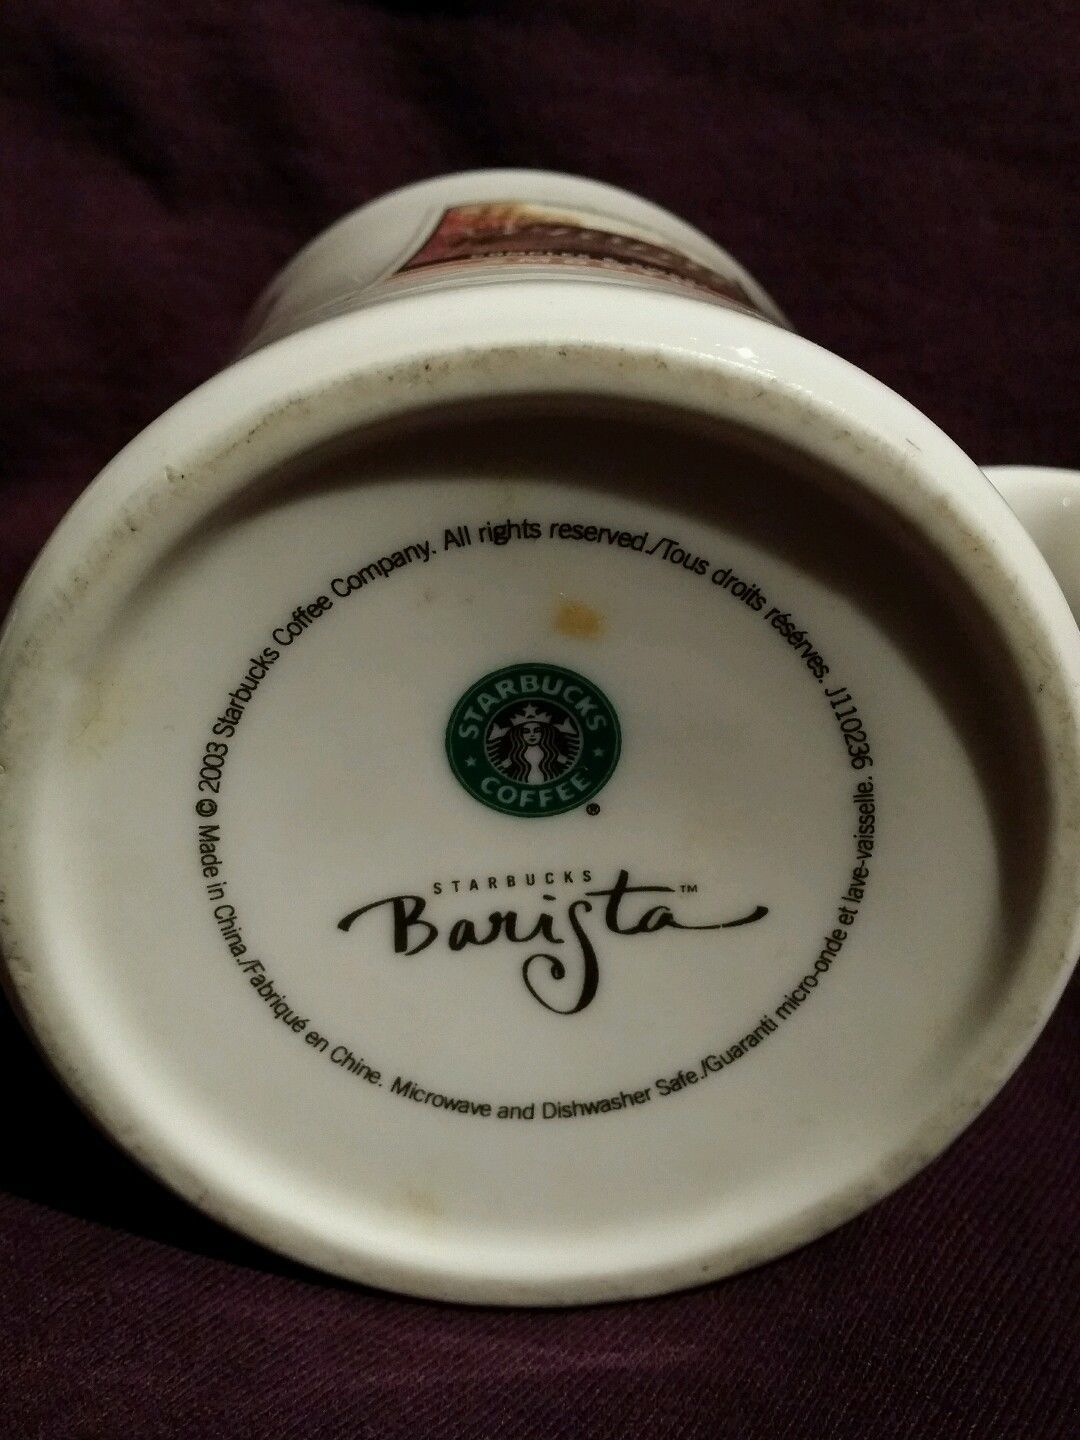 © 2003 Starbucks Coffee Company. All rights reserved./Tous droits résérves. J110236
Made in China./Fabriqué en Chine. Microwave and Dishwasher Safe./Guaranti micro-onde et lave-vaisselle.
STARBUCKS
COFFEE
®
STARBUCKS
Barista™